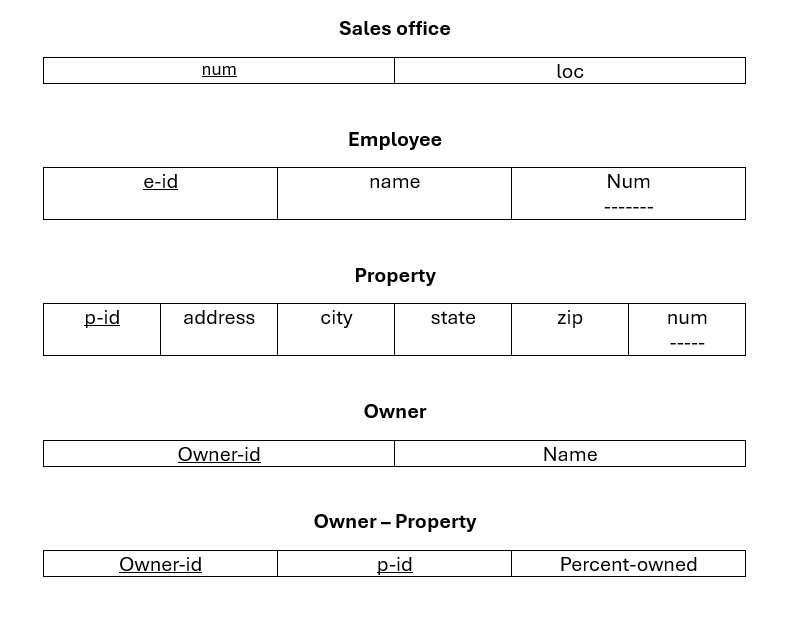 Sales office
num loc
Employee
e-id name Num
-------
Property
p-id address city state zip num
-----
Owner
Owner-id Name
Owner – Property
Owner-id p-id Percent-owned